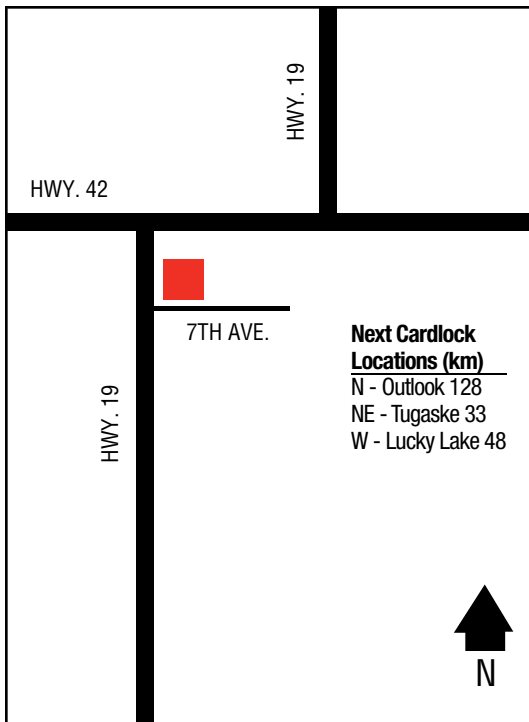 HWY. 19
HWY. 42
7TH AVE.
HWY. 19
Next Cardlock
Locations (km)
N - Outlook 128
NE - Tugaske 33
W - Lucky Lake 48
N